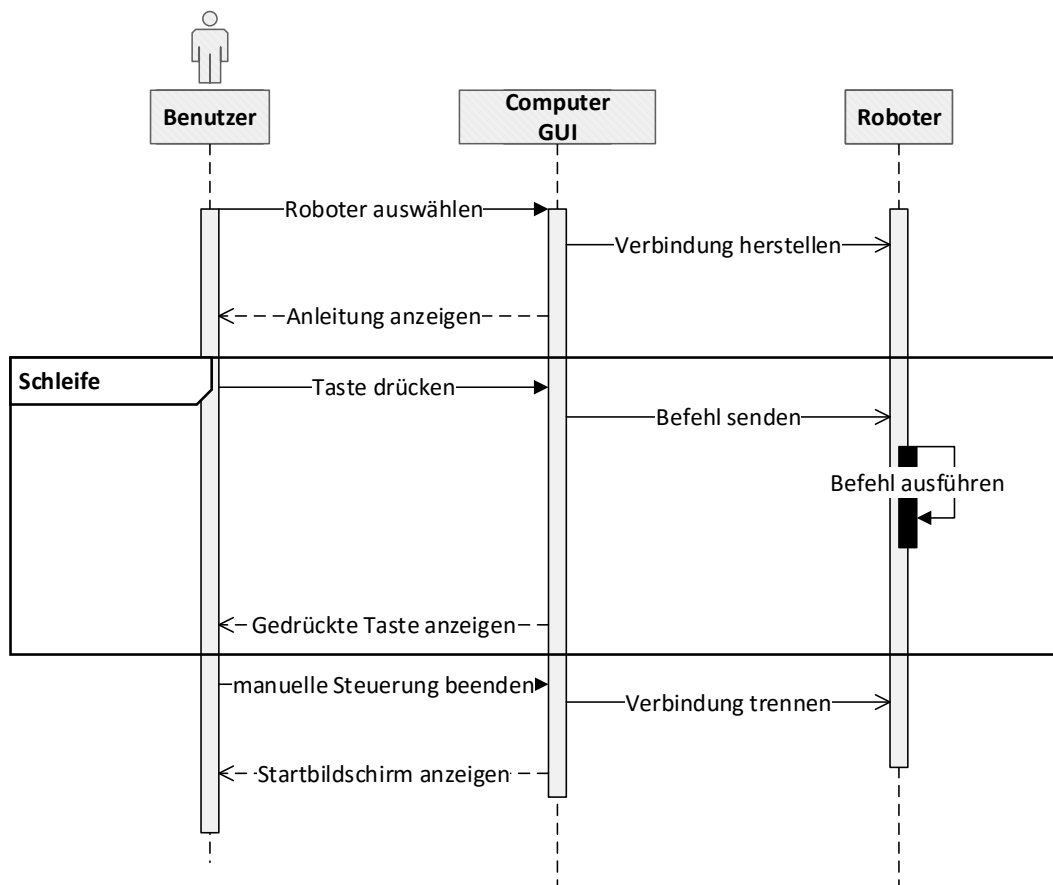 Benutzer
Computer
GUI
Roboter
Roboter auswählen
Verbindung herstellen
Anleitung anzeigen
Schleife
Taste drücken
Befehl senden
Befehl ausführen
Gedrückte Taste anzeigen
manuelle Steuerung beenden
Verbindung trennen
Startbildschirm anzeigen